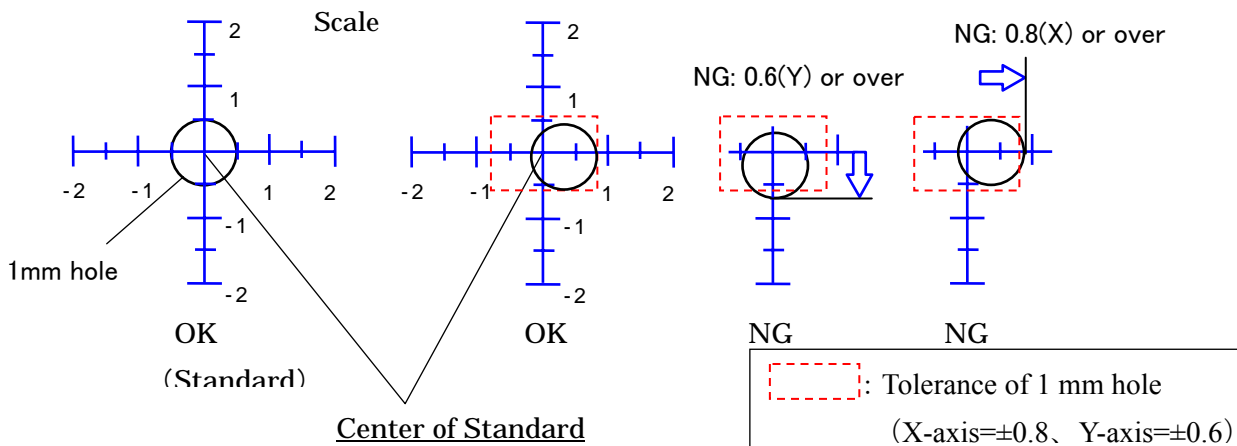 Scale
2
1
-2
-1
1
2
-1
-2
1mm hole
OK
(Standard)
2
1
-2
-1
1
2
-1
-2
OK
Center of Standard
NG: 0.6(Y) or over
NG
NG: 0.8(X) or over
NG
: Tolerance of 1 mm hole
(X-axis=±0.8、Y-axis=±0.6)